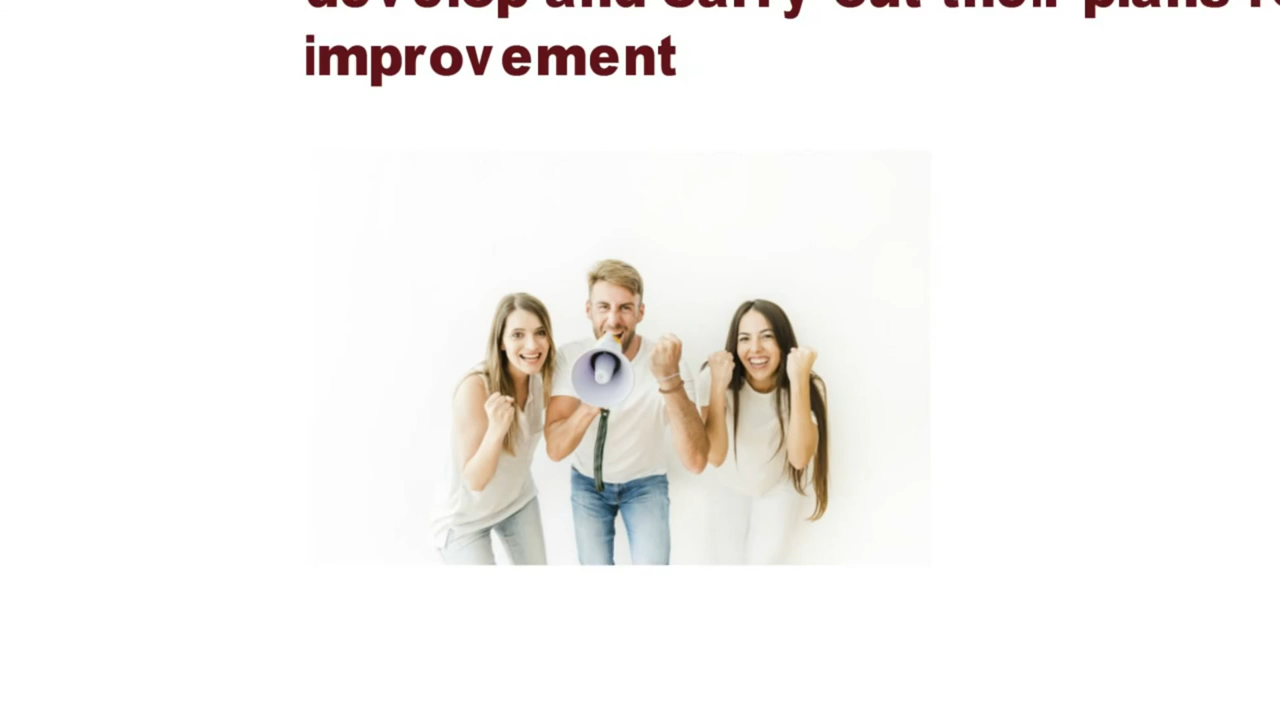 develop and carry out their plans
improvement